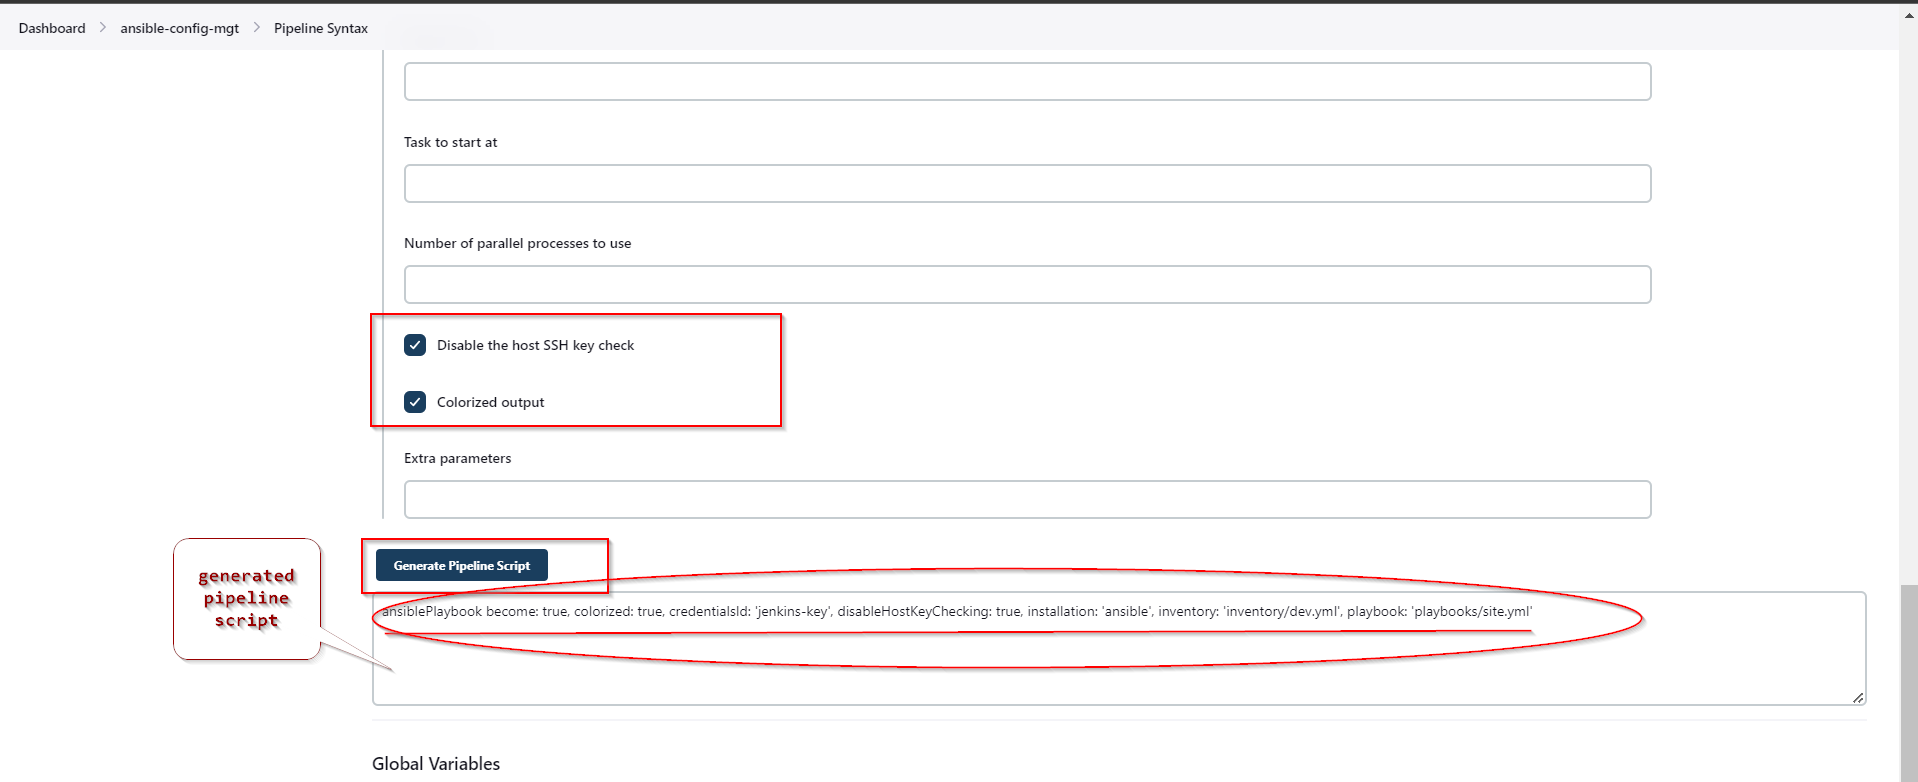 Dashboard > ansible-config-mgt > Pipeline Syntax
Task to start at
Number of parallel processes to use
Disable the host SSH key check
Colorized output
Extra parameters
generated
pipeline
script
Generate Pipeline Script
ansiblePlaybook become: true, colorized: true, credentialsId: 'jenkins-key', disableHostKeyChecking: true, installation: 'ansible', inventory: 'inventory/dev.yml', playbook: 'playbooks/site.yml'
Global Variables